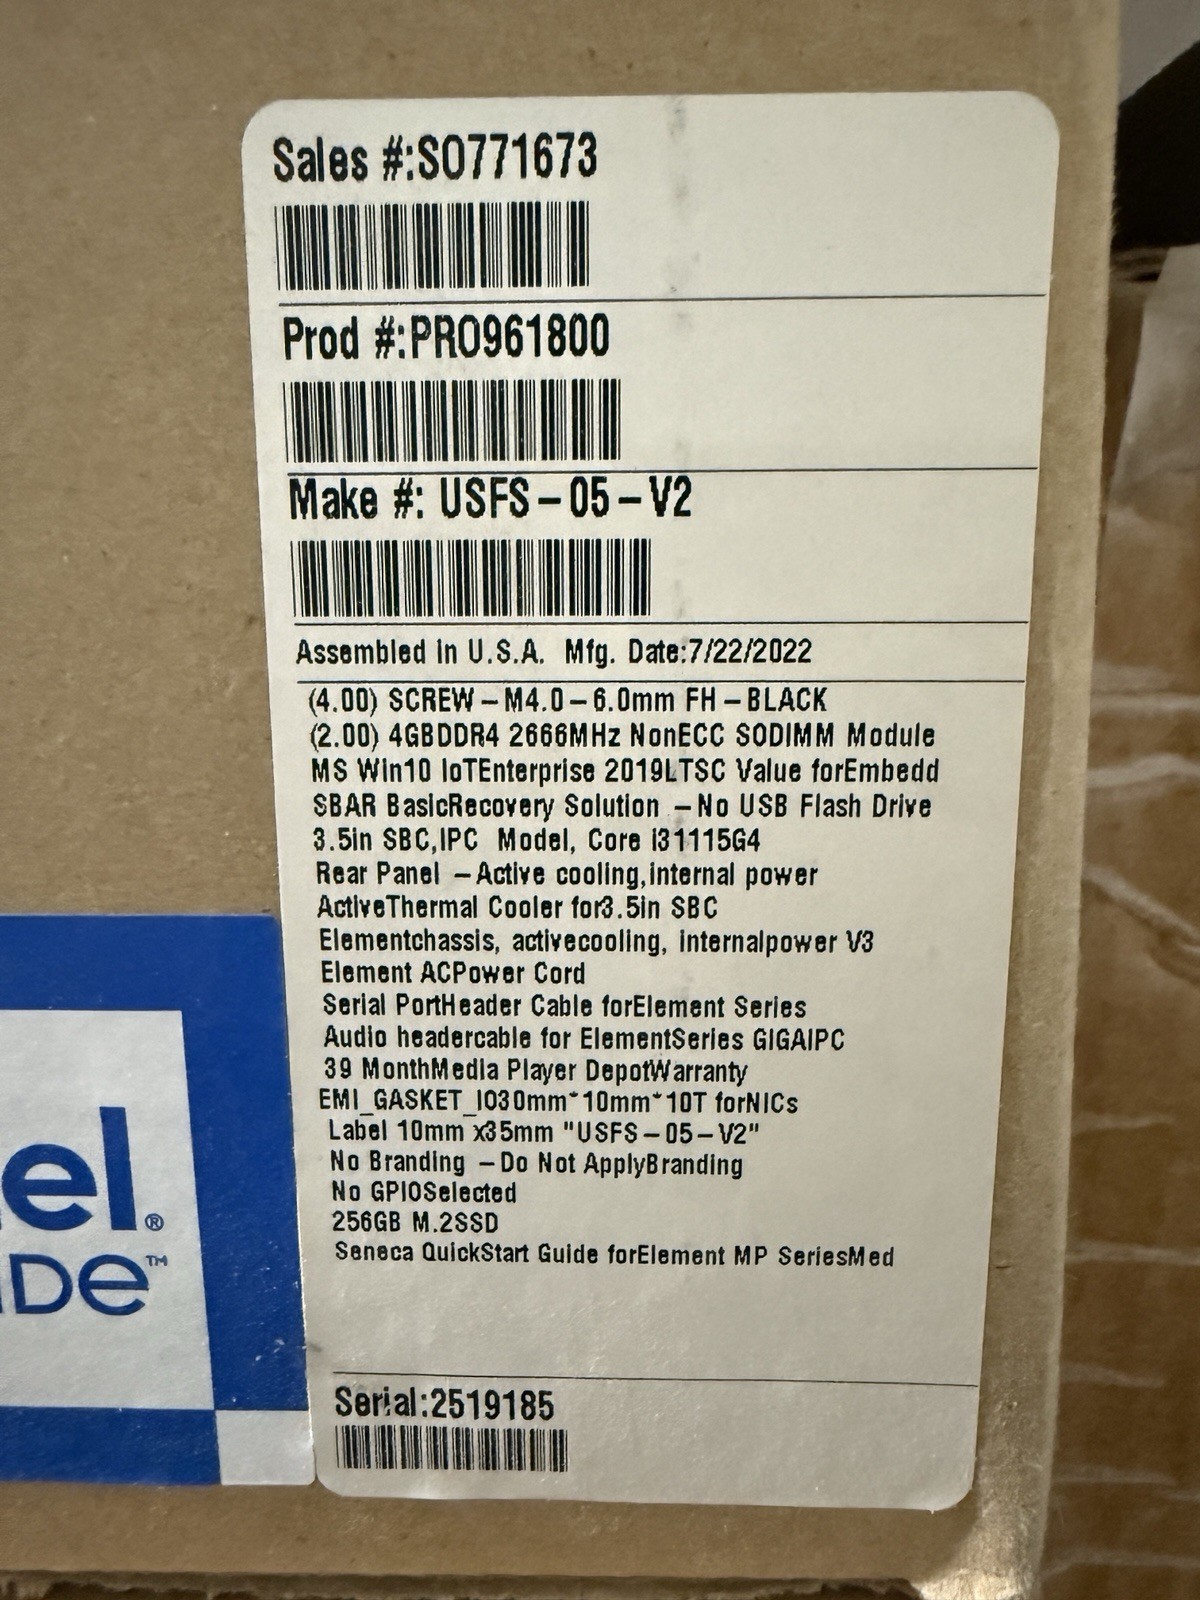 Sales #:SO771673
Prod #:PRO961800
Make #: USFS-05-V2
Assembled in U.S.A. Mfg. Date:7/22/2022
(4.00) SCREW-M4.0-6.0mm FH-BLACK
(2.00) 4GBDDR4 2666MHz NonECC SODIMM Module
MS Win10 IoTEnterprise 2019LTSC Value forEmbedd
SBAR BasicRecovery Solution -No USB Flash Drive
3.5in SBC,IPC Model, Core i31115G4
Rear Panel -Active cooling,internal power
ActiveThermal Cooler for3.5in SBC
Elementchassis, activecooling, internalpower V3
Element ACPower Cord
Serial PortHeader Cable forElement Series
Audio headercable for ElementSeries GIGAIPC
39 MonthMedia Player DepotWarranty
EMI_GASKET_IO30mm*10mm*10T forNICs
Label 10mm x35mm "USFS-05-V2"
No Branding -Do Not ApplyBranding
No GPIOSelected
256GB M.2SSD
Seneca QuickStart Guide forElement MP SeriesMed
Serial:2519185
el®
IDe™